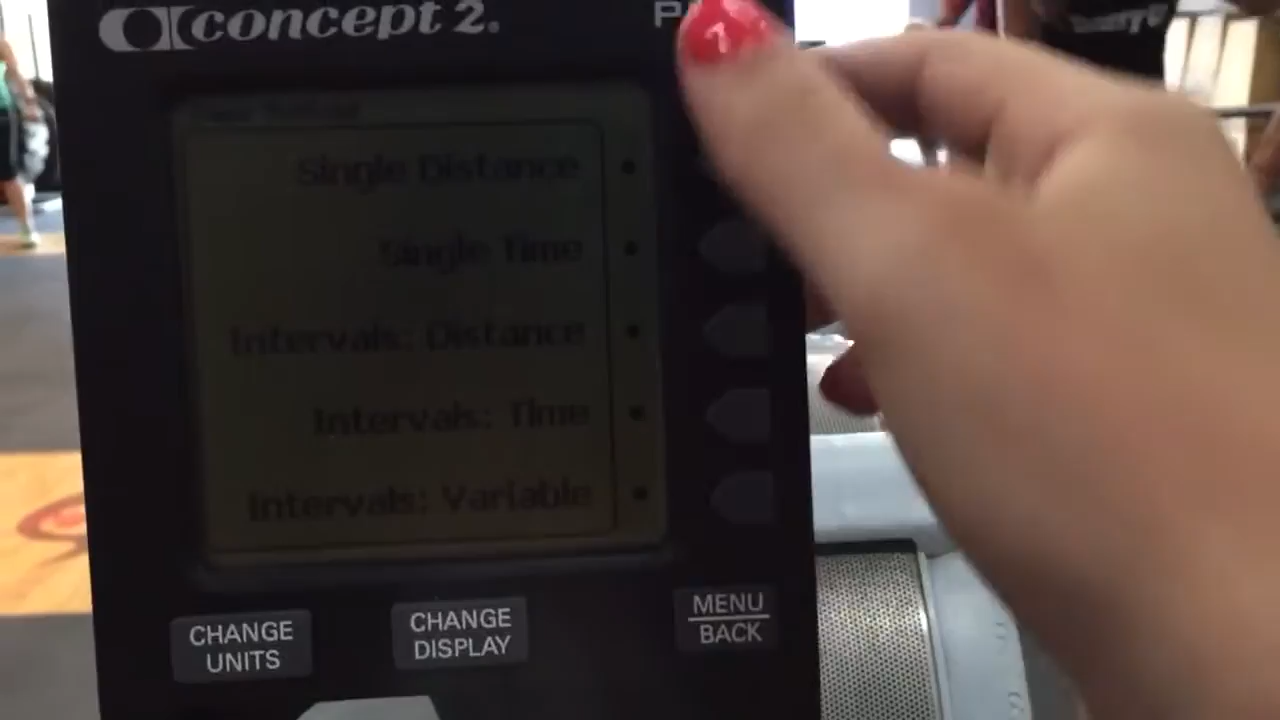 concept 2.
Single Distance
Single Time
Intervals: Distance
Intervals: Time
Intervals: Variable
CHANGE
UNITS
CHANGE
DISPLAY
MENU
BACK